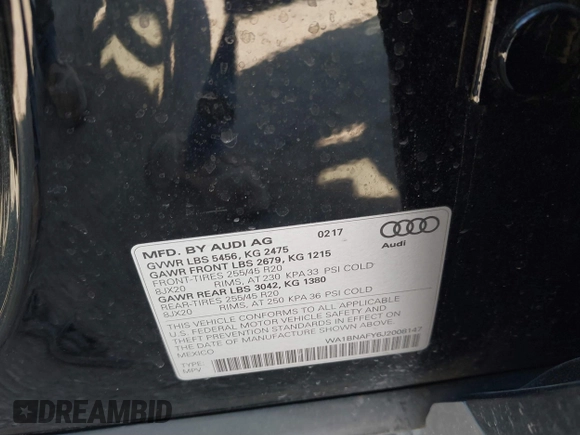 MFD. BY AUDI AG 0217
GVWR LBS 5456, KG 2475
GAWR FRONT LBS 2679, KG 1215
FRONT-TIRES 255/45 R20
8JX20 RIMS, AT 230 KPA 33 PSI COLD
GAWR REAR LBS 3042, KG 1380
REAR-TIRES 255/45 R20
8JX20 RIMS, AT 250 KPA 36 PSI COLD
THIS VEHICLE CONFORMS TO ALL APPLICABLE
U.S. FEDERAL MOTOR VEHICLE SAFETY, BUMPER AND
THEFT PREVENTION STANDARDS IN EFFECT ON THE
DATE OF MANUFACTURE SHOWN ABOVE.
MEXICO
Audi
WA1BNAFY6J2008147
TYPE:
MPV
DREAMBID